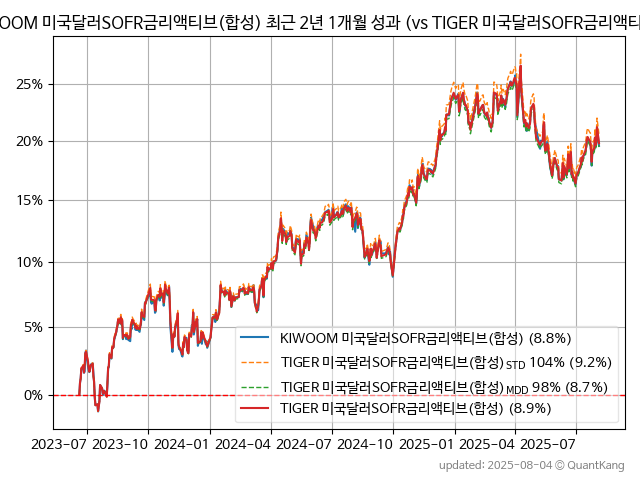 OOM 미국달러SOFR금리액티브(합성) 최근 2년 1개월 성과 (vs TIGER 미국달러SOFR금리액티
25%
20%
15%
10%
5%
0%
KIWOOM 미국달러SOFR금리액티브(합성) (8.8%)
TIGER 미국달러SOFR금리액티브(합성) STD 104% (9.2%)
TIGER 미국달러SOFR금리액티브(합성) MDD 98% (8.7%)
TIGER 미국달러SOFR금리액티브(합성) (8.9%)
2023-07 2023-10 2024-01 2024-04 2024-07 2024-10 2025-01 2025-04 2025-07
updated: 2025-08-04 © QuantKang